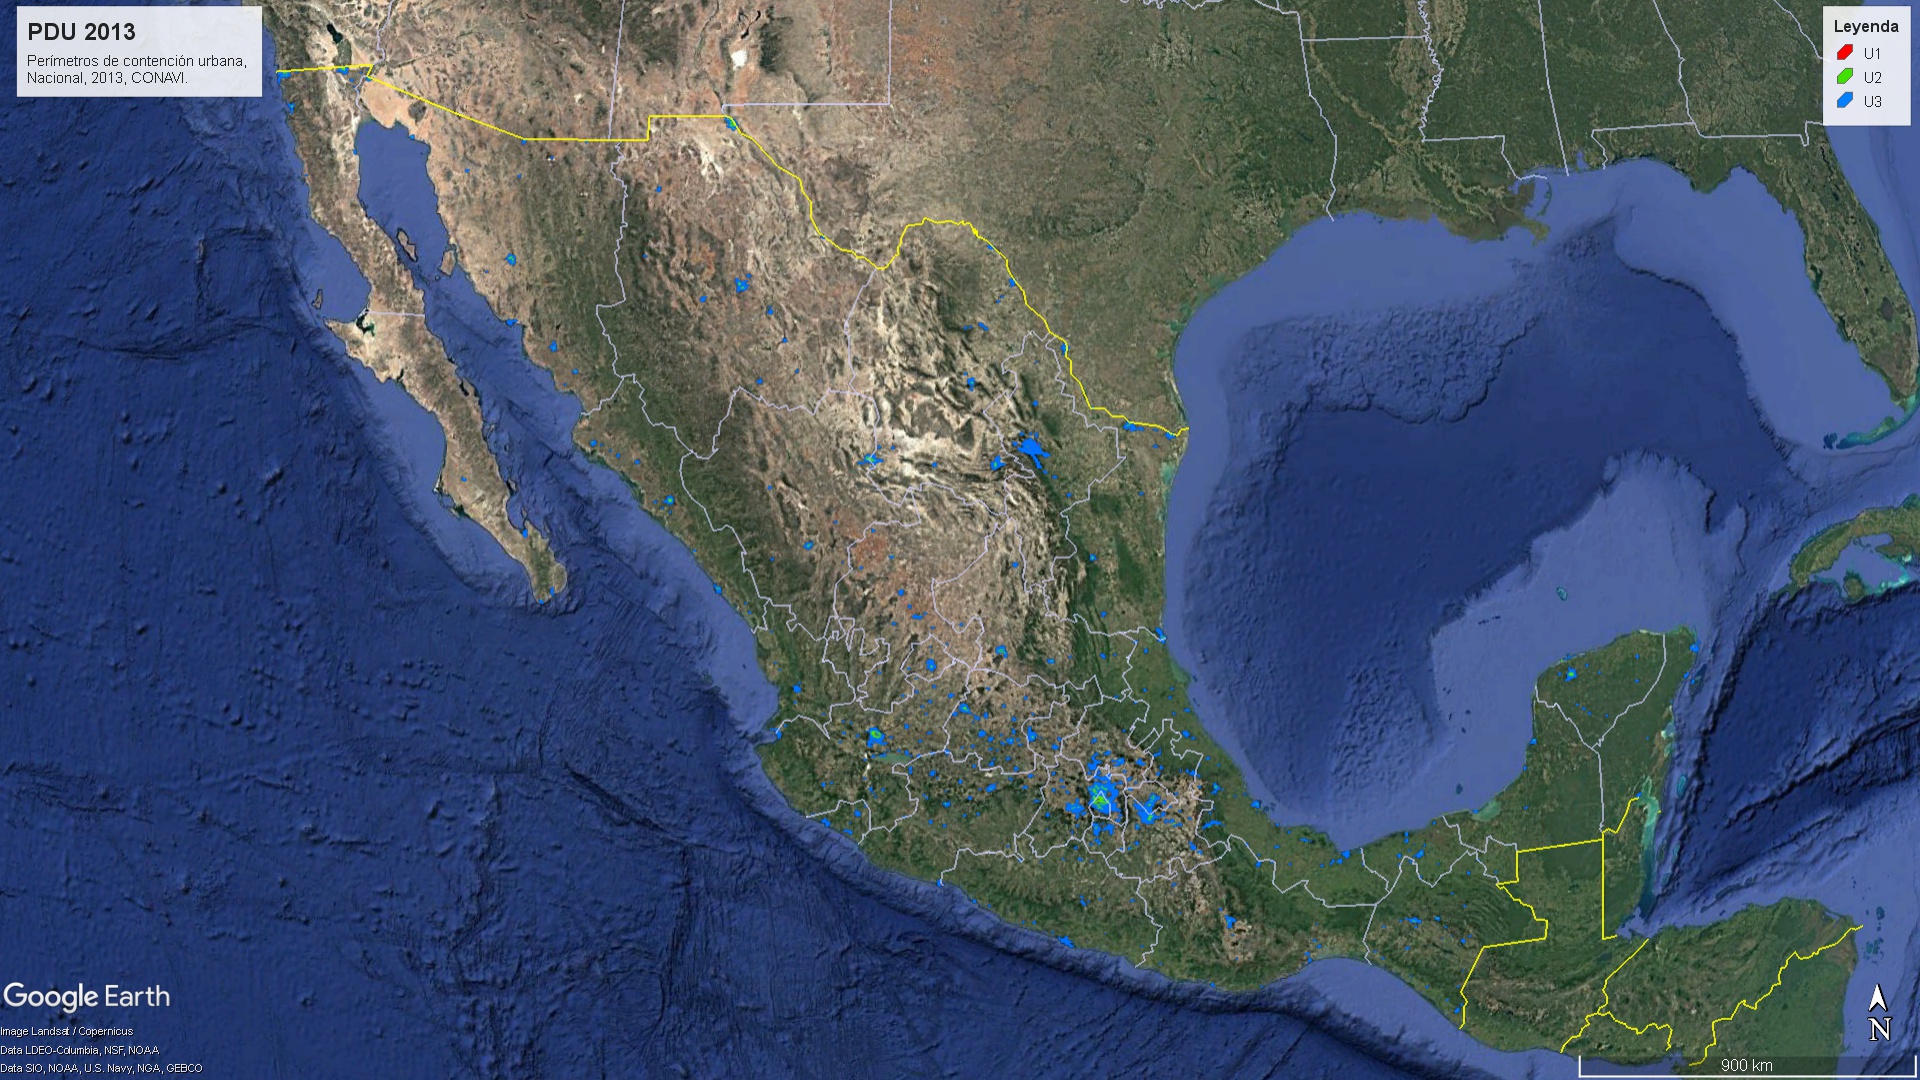 PDU 2013
Perímetros de contención urbana,
Nacional, 2013, CONAVI.
Leyenda
U1
U2
U3
Google Earth
Image Landsat / Copernicus
Data LDEO-Columbia, NSF, NOAA
Data SIO, NOAA, U.S. Navy, NGA, GEBCO
N
900 km